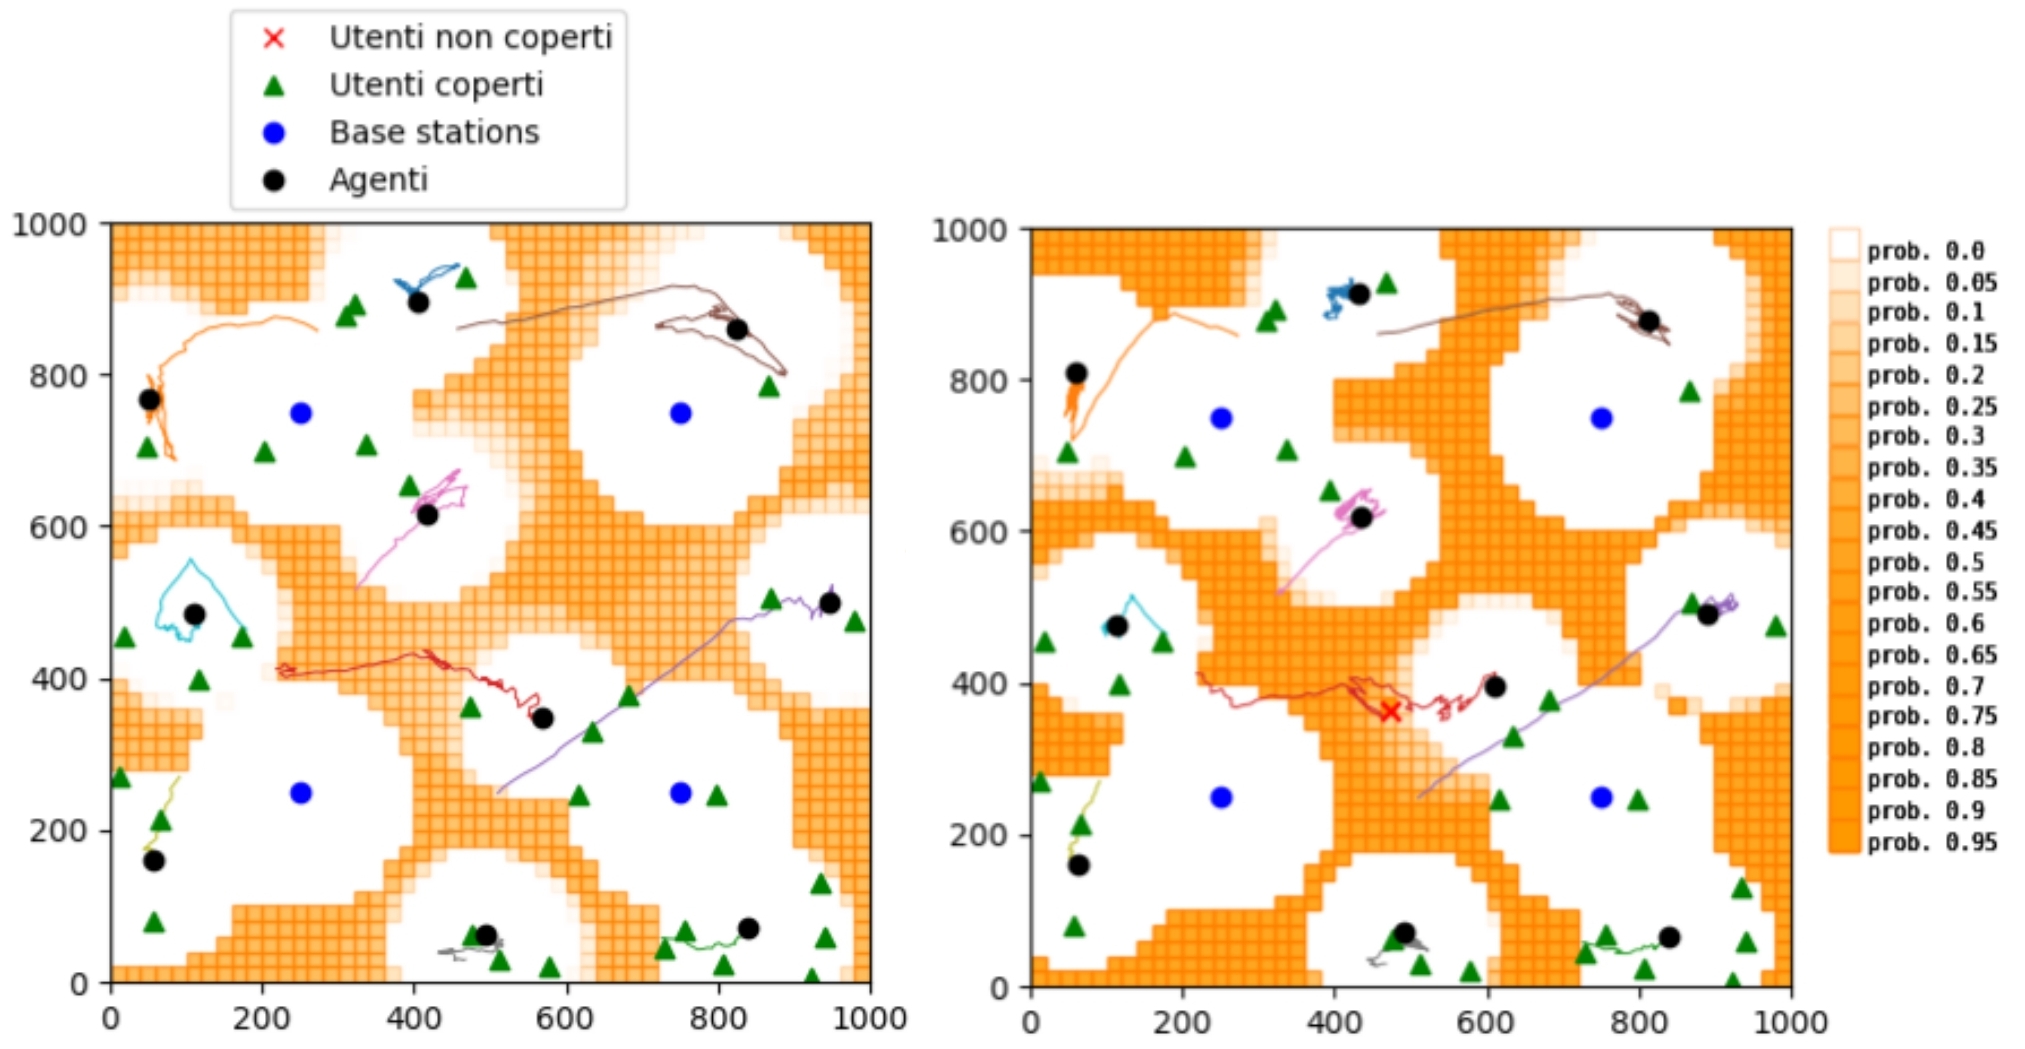 Utenti non coperti
Utenti coperti
Base stations
Agenti
1000
800
600
400
200
0
0 200 400 600 800 1000
1000
800
600
400
200
0
0 200 400 600 800 1000
prob. 0.0
prob. 0.05
prob. 0.1
prob. 0.15
prob. 0.2
prob. 0.25
prob. 0.3
prob. 0.35
prob. 0.4
prob. 0.45
prob. 0.5
prob. 0.55
prob. 0.6
prob. 0.65
prob. 0.7
prob. 0.75
prob. 0.8
prob. 0.85
prob. 0.9
prob. 0.95